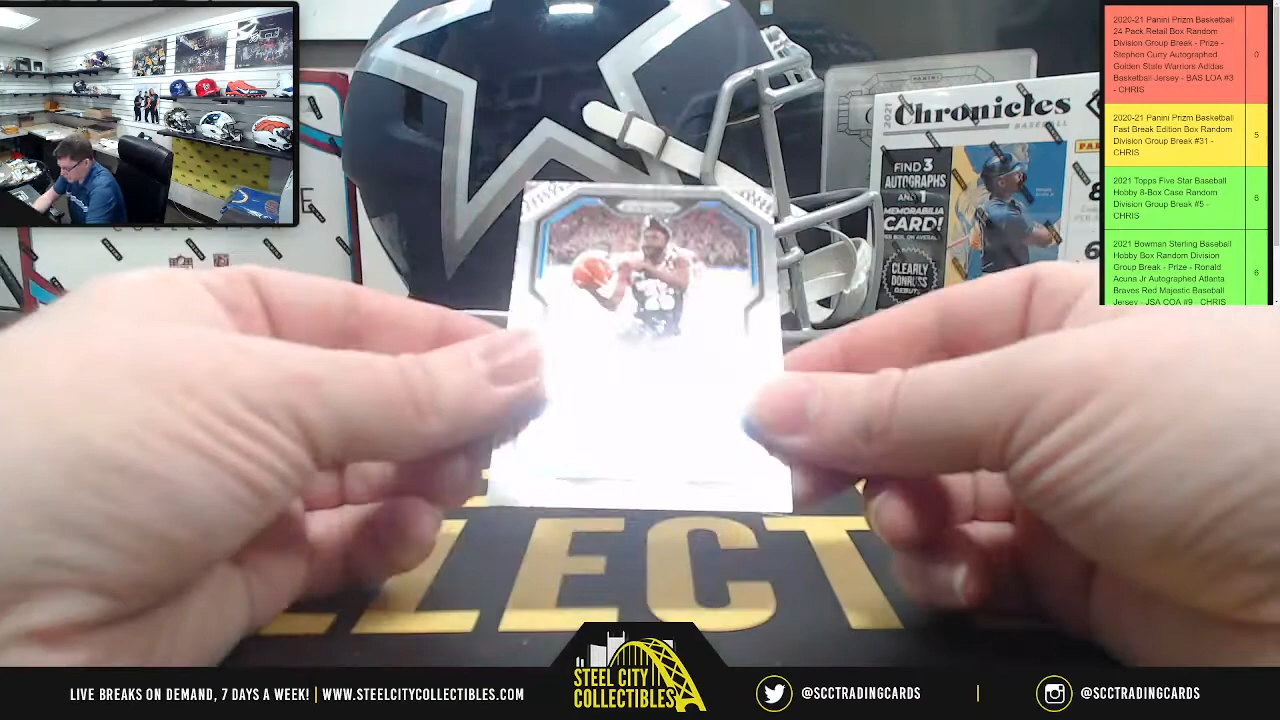 2021
Chronicles
BASEBALL
PANINI
FIND 3
AUTOGRAPHS
AND 1
MEMORABILIA
CARD!
CLEARLY
DONRUSS
DEBUTS!
LLECT
2020-21 Panini Prizm Basketball
24 Pack Retail Box Random
Division Group Break - Prize -
Stephen Curry Autographed
Golden State Warriors Adidas
Basketball Jersey - BAS LOA #3
- CHRIS
0
2020-21 Panini Prizm Basketball
Fast Break Edition Box Random
Division Group Break #31 -
CHRIS
5
2021 Topps Five Star Baseball
Hobby 8-Box Case Random
Division Group Break #5 -
CHRIS
6
2021 Bowman Sterling Baseball
Hobby Box Random Division
Group Break - Prize - Ronald
Acuna Jr Autographed Atlanta
Braves Red Majestic Baseball
Jersey - JSA COA #9 - CHRIS
6
LIVE BREAKS ON DEMAND, 7 DAYS A WEEK! | WWW.STEELCITYCOLLECTIBLES.COM
STEEL CITY
COLLECTIBLES
@SCCTRADINGCARDS
@SCCTRADINGCARDS